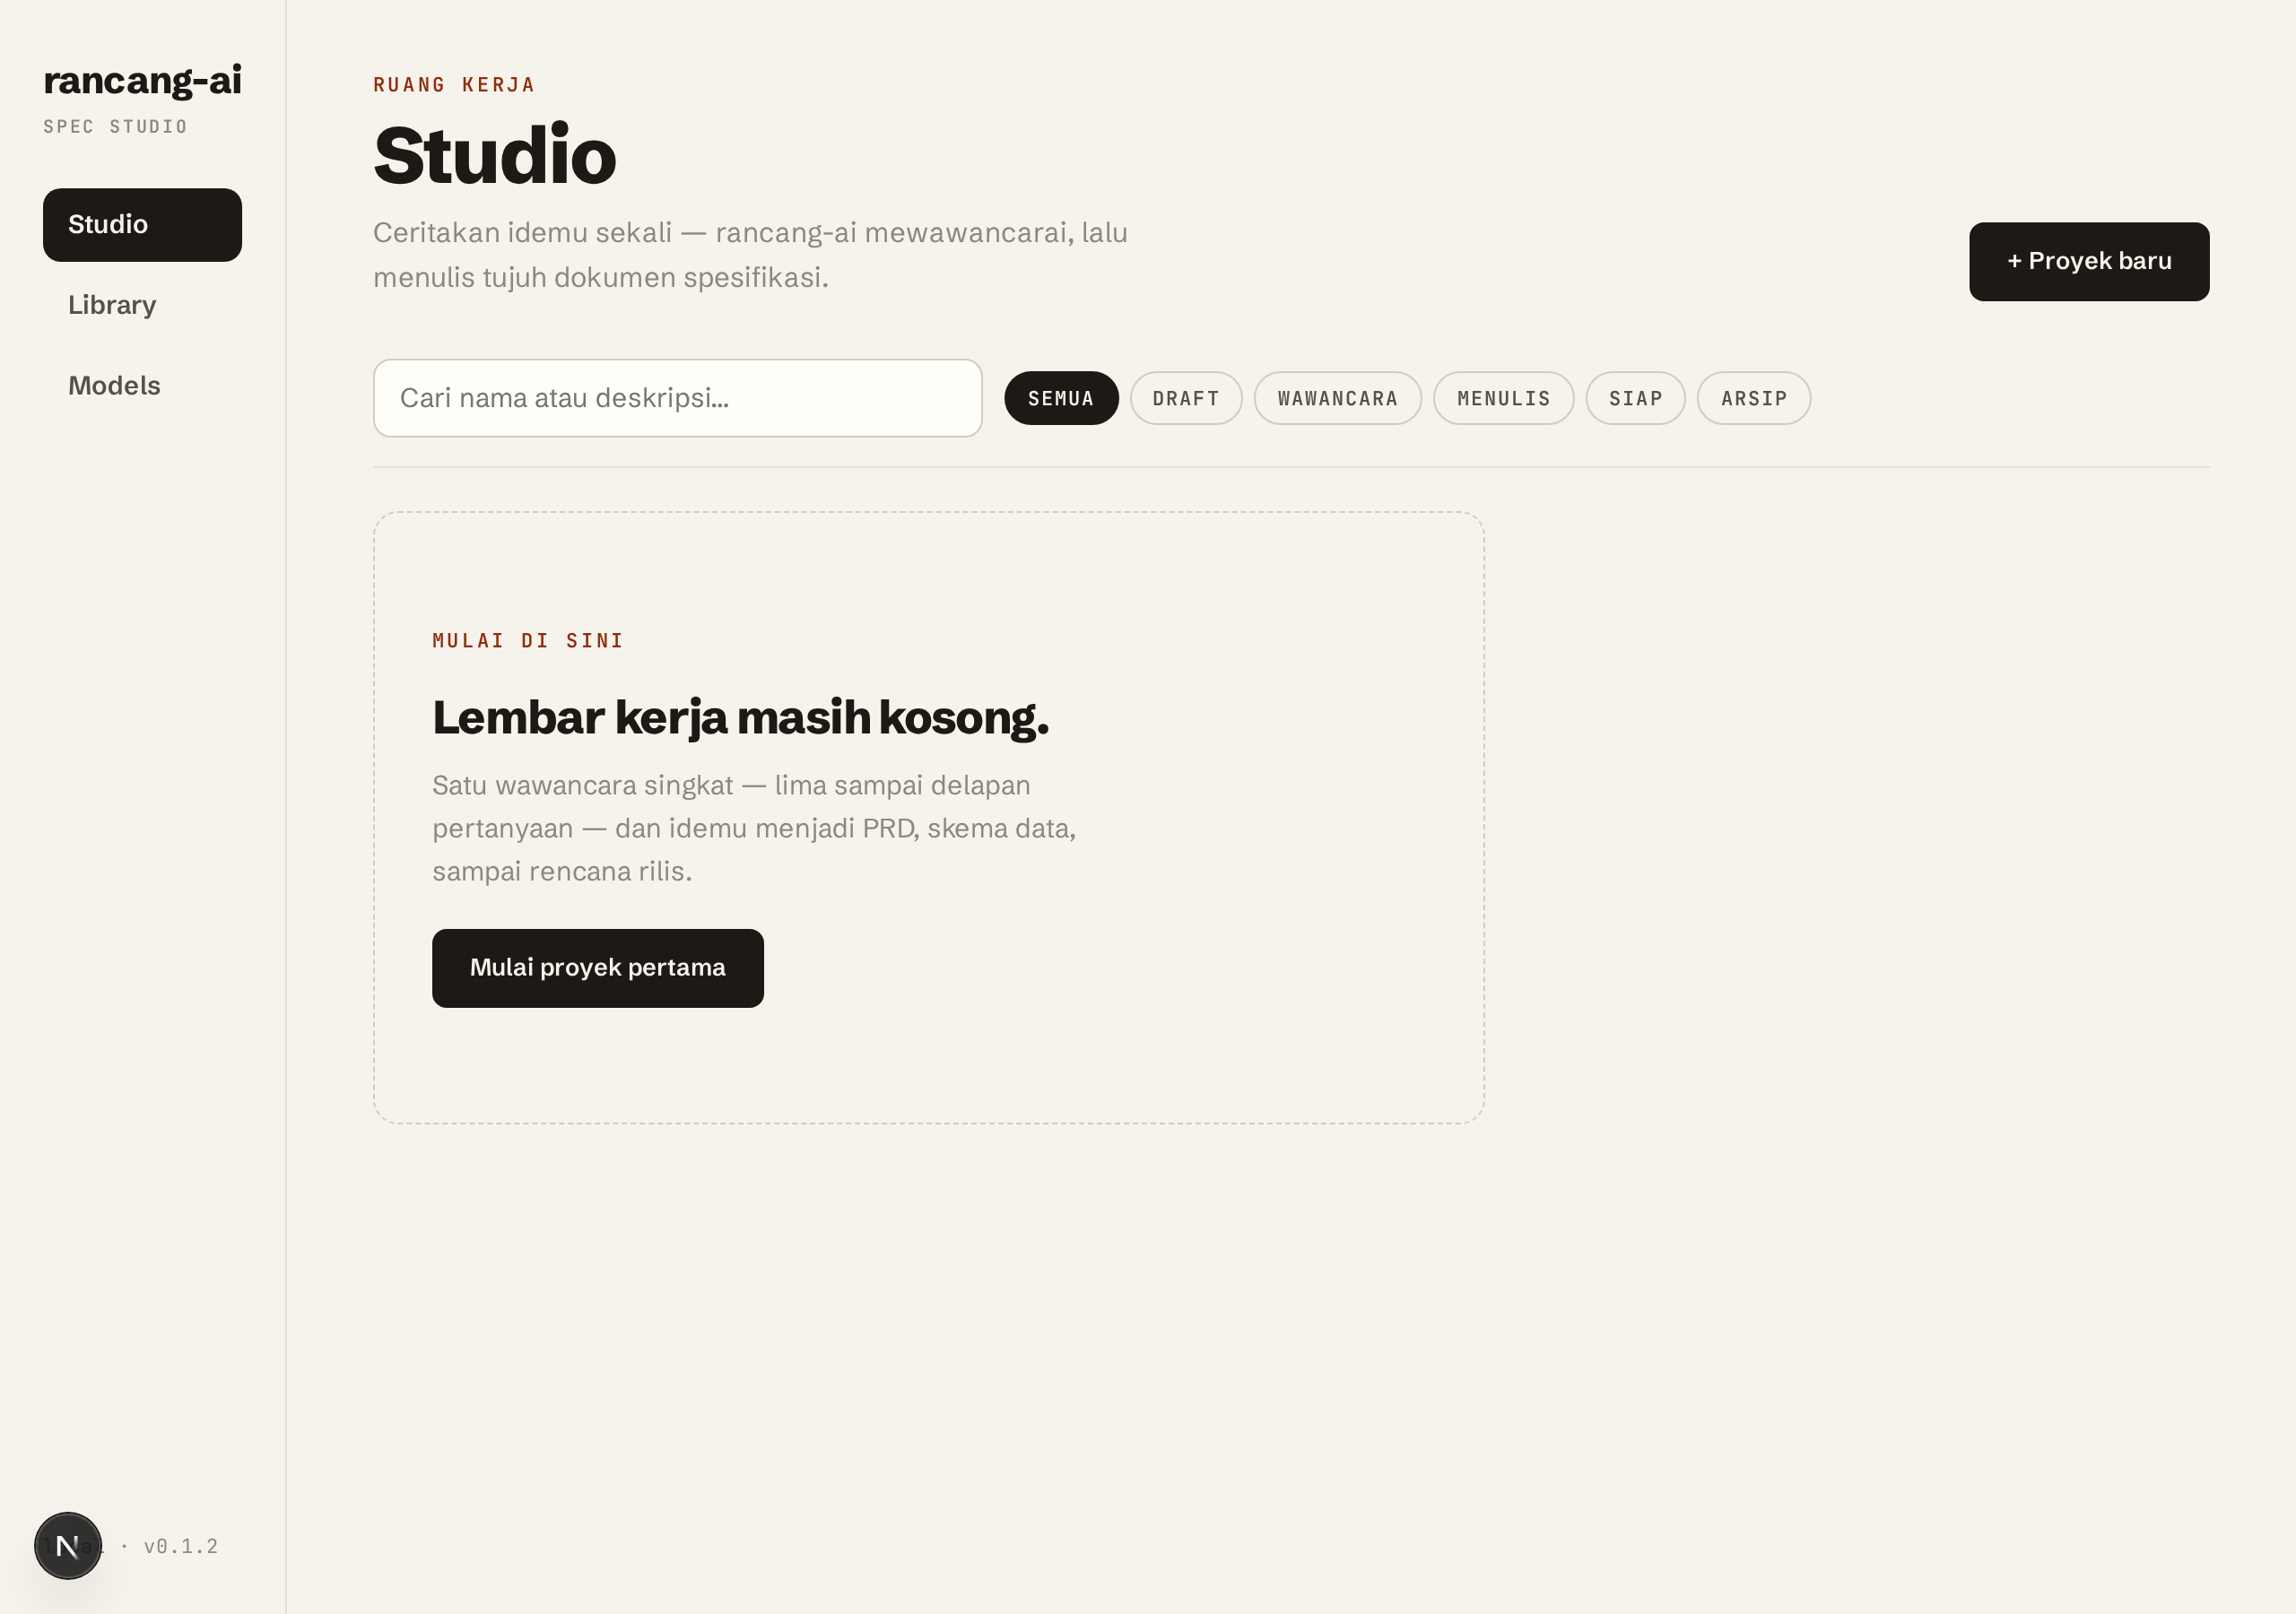 rancang-ai
SPEC STUDIO
Studio
Library
Models
RUANG KERJA
Studio
Ceritakan idemu sekali — rancang-ai mewawancarai, lalu
menulis tujuh dokumen spesifikasi.
+ Proyek baru
Cari nama atau deskripsi…
SEMUA
DRAFT
WAWANCARA
MENULIS
SIAP
ARSIP
MULAI DI SINI
Lembar kerja masih kosong.
Satu wawancara singkat — lima sampai delapan
pertanyaan — dan idemu menjadi PRD, skema data,
sampai rencana rilis.
Mulai proyek pertama
N
· v0.1.2